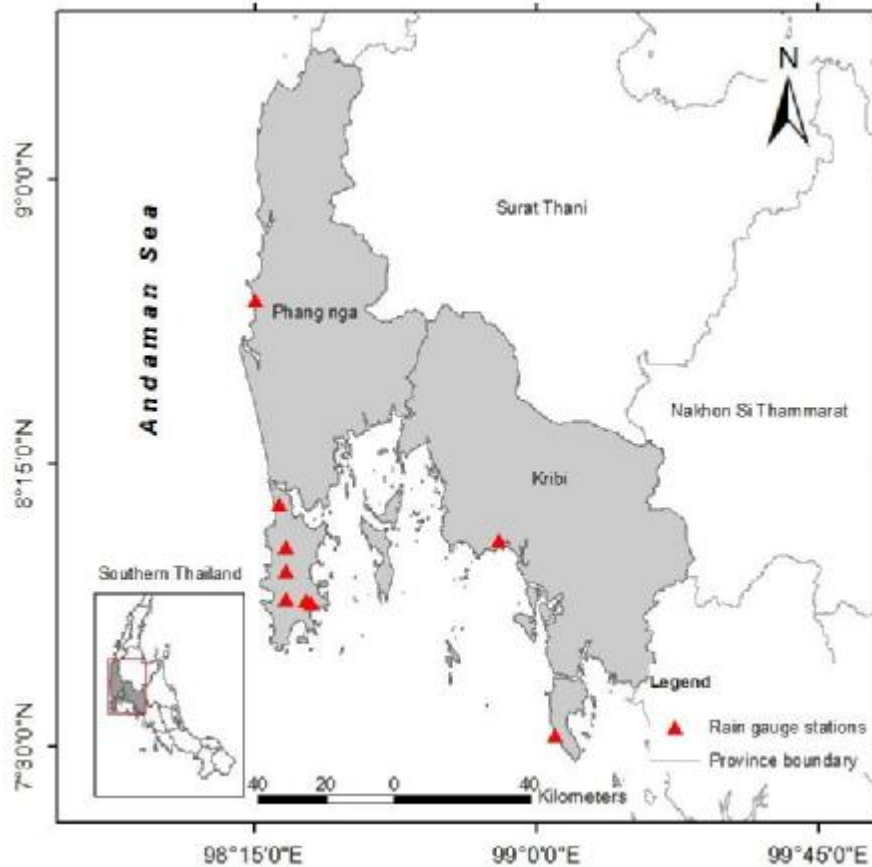 N
9°0'0"N
8°15'0"N
7°30'0"N
Andaman Sea
Surat Thani
Phang nga
Nakhon Si Thammarat
Kribi
Southern Thailand
Legend
Rain gauge stations
Province boundary
40 20 0 40
Kilometers
98°15'0"E 99°0'0"E 99°45'0"E